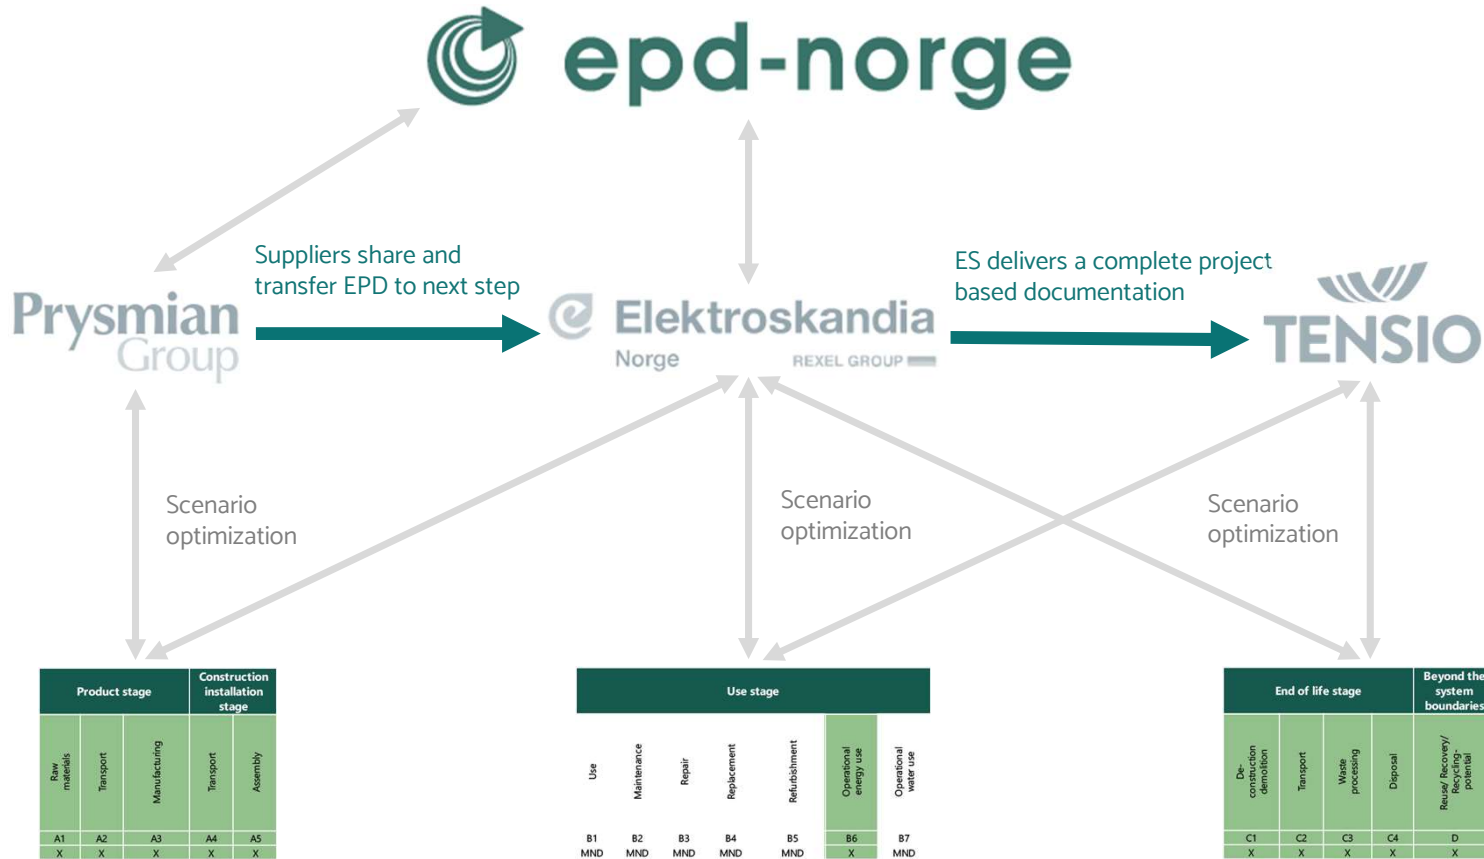 epd-norge
Suppliers share and
transfer EPD to next step
ES delivers a complete project
based documentation
Prysmian
Group
Elektroskandia
Norge
REXEL GROUP
TENSIO
Scenario
optimization
Scenario
optimization
Scenario
optimization
Product stage
Construction
installation
stage
Raw
materials
Transport
Manufacturing
Transport
Assembly
A1 A2 A3 A4 A5
X X X X X
Use stage
Use
Maintenance
Repair
Replacement
Refurbishment
Operational
energy use
Operational
water use
B1 B2 B3 B4 B5 B6 B7
MND MND MND MND MND X MND
End of life stage
Beyond the
system
boundaries
De-
construction
demolition
Transport
Waste
processing
Disposal
Reuse/ Recovery/
Recycling-
potential
C1 C2 C3 C4 D
X X X X X